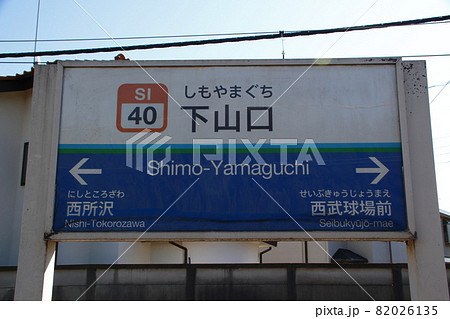 SI
40
しもやまぐち
下山口
PIXTA
Shimo-Yamaguchi
← →
にしところざわ せいぶきゅうじょうまえ
西所沢 西武球場前
Nishi-Tokorozawa Seibukyūjō-mae
pixta.jp - 82026135